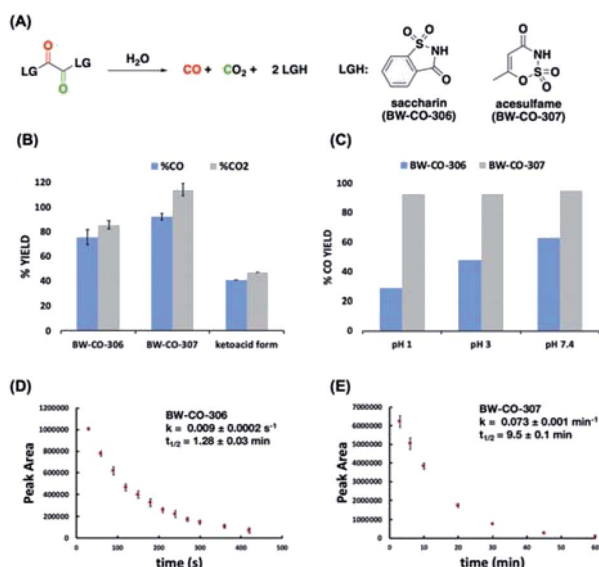 (A)
O
LG
LG
O
H₂O
CO + CO₂ + 2 LGH
LGH:
O O
S
NH
O
saccharin
(BW-CO-306)
O
NH
O S O
O
acesulfame
(BW-CO-307)
(B)
%CO %CO2
% YIELD
120
100
80
60
40
20
0
BW-CO-306 BW-CO-307 ketoacid form
(C)
BW-CO-306 BW-CO-307
% CO YIELD
100
80
60
40
20
0
pH 1 pH 3 pH 7.4
(D)
BW-CO-306
k = 0.009 ± 0.0002 s⁻¹
t₁/₂ = 1.28 ± 0.03 min
Peak Area
1200000
1000000
800000
600000
400000
200000
0
0 100 200 300 400 500
time (s)
(E)
BW-CO-307
k = 0.073 ± 0.001 min⁻¹
t₁/₂ = 9.5 ± 0.1 min
Peak Area
7000000
6000000
5000000
4000000
3000000
2000000
1000000
0
0 10 20 30 40 50 60
time (min)